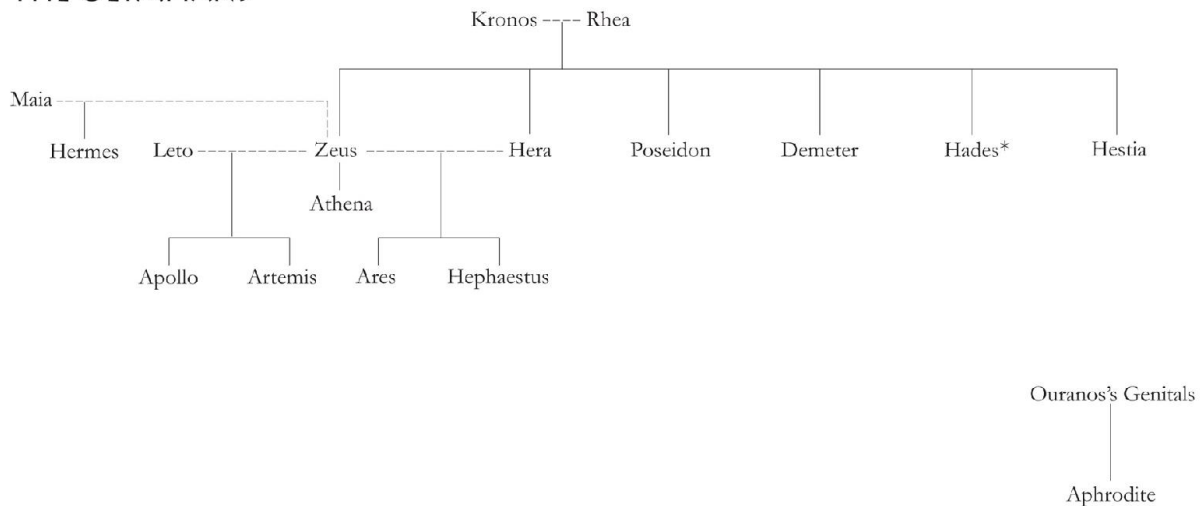 Kronos Rhea
Maia
Hermes Leto Zeus Hera Poseidon Demeter Hades* Hestia
Athena
Apollo Artemis Ares Hephaestus
Ouranos's Genitals
Aphrodite